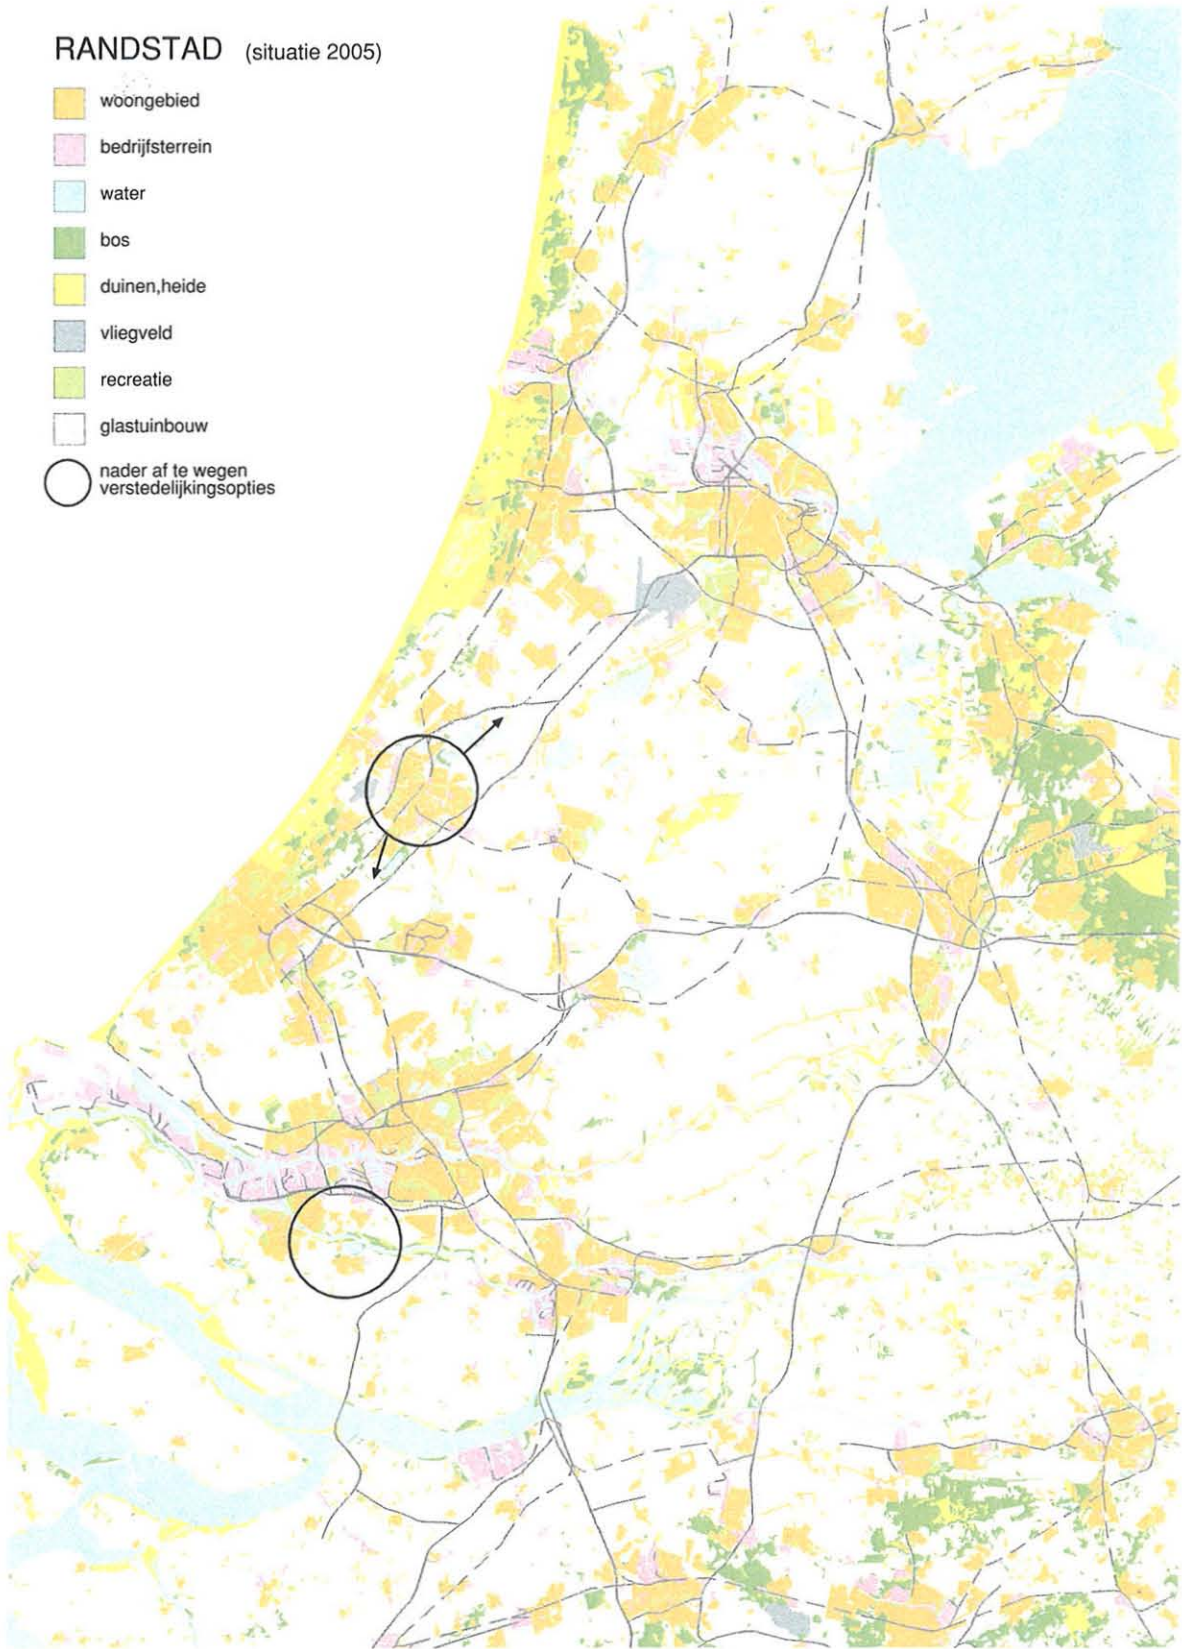 RANDSTAD (situatie 2005)
woongebied
bedrijfsterrein
water
bos
duinen,heide
vliegveld
recreatie
glastuinbouw
nader af te wegen
verstedelijkingsopties